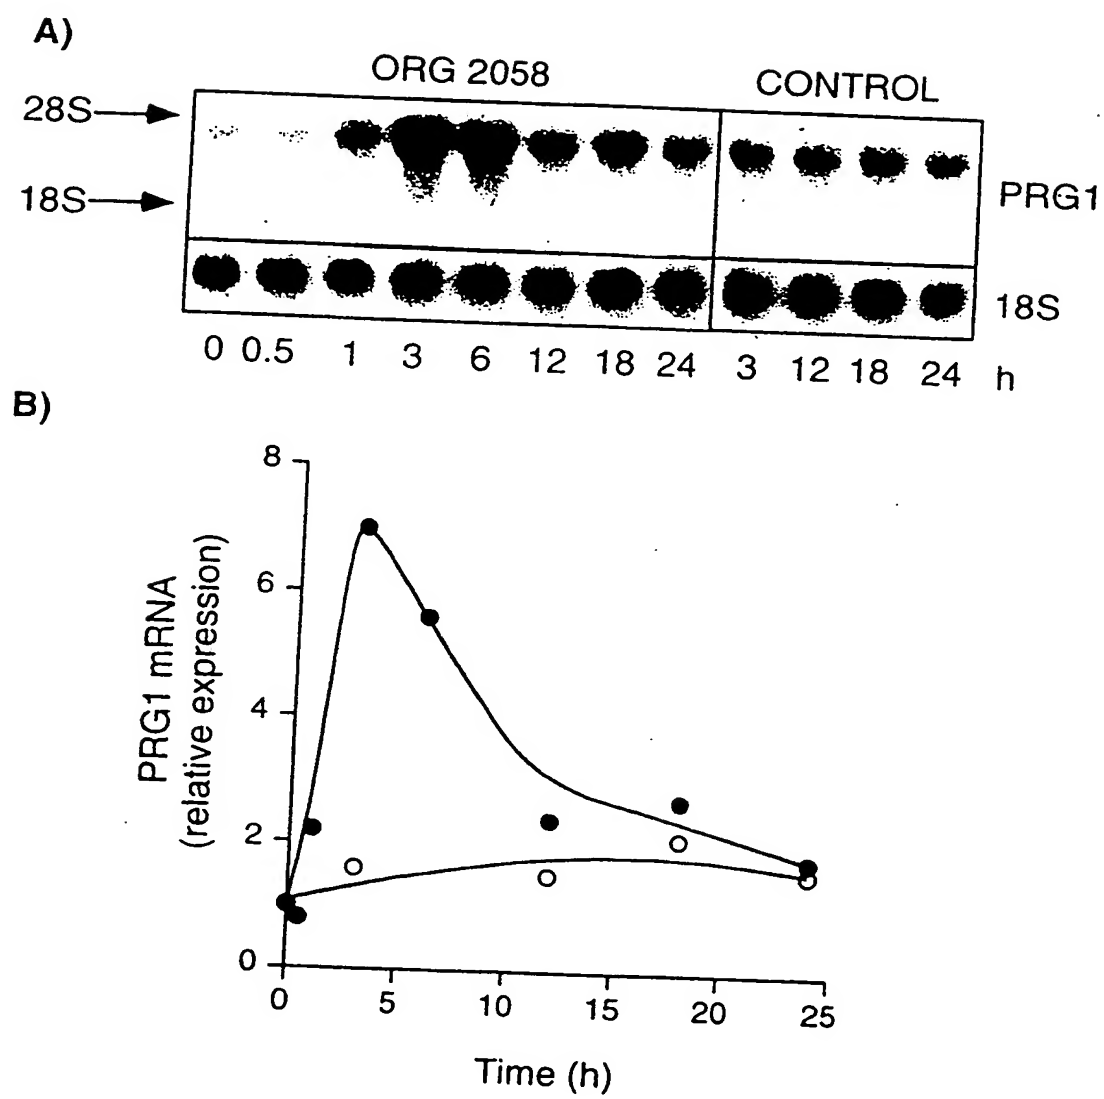 A)
ORG 2058 CONTROL
28S
18S PRG1
18S
0 0.5 1 3 6 12 18 24 3 12 18 24 h
B)
8
6
4
2
0
PRG1 mRNA
(relative expression)
0 5 10 15 20 25
Time (h)